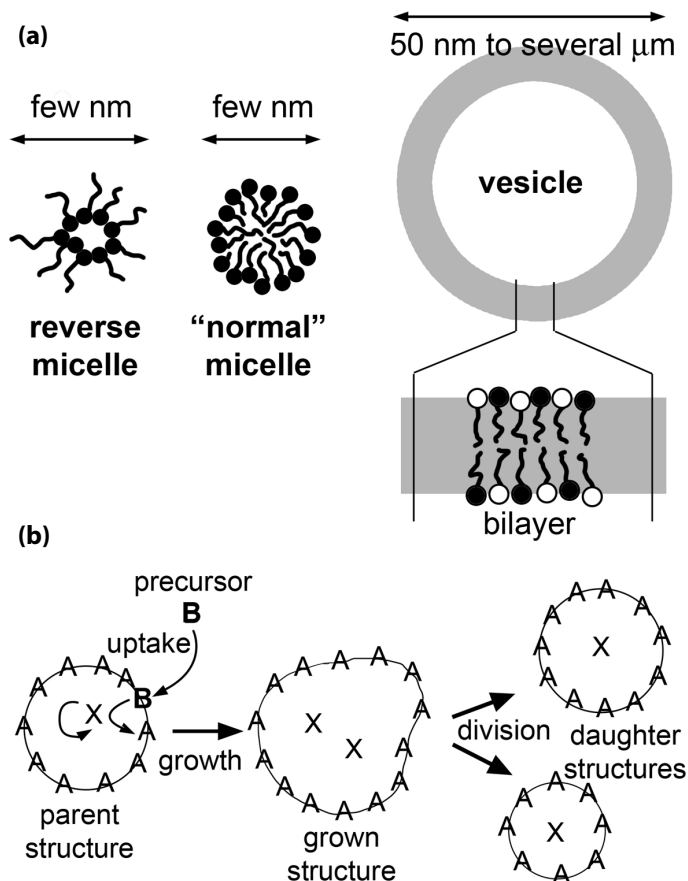 (a)
50 nm to several μm
few nm
few nm
vesicle
reverse
micelle
“normal”
micelle
bilayer
(b)
precursor
B
uptake
A A A A A A A A A A
B
X
growth
parent
structure
A A A A A A A A A A A A A
X
X
grown
structure
division
A A A A A A A A A A A
X
daughter
structures
A A A A A A A A
X